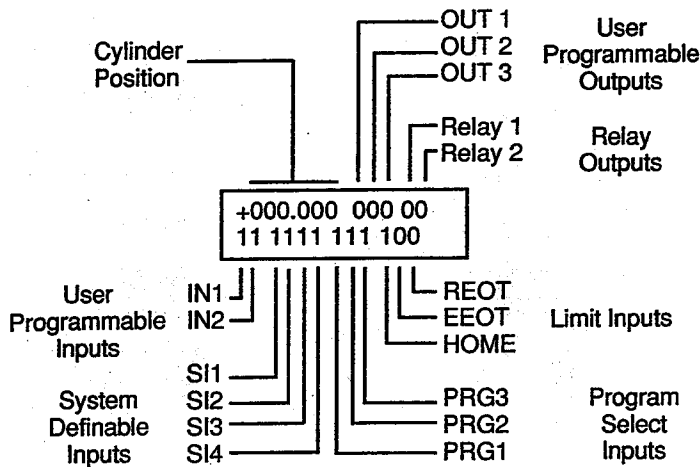 Cylinder
Position
OUT 1
OUT 2
OUT 3
User
Programmable
Outputs
Relay 1
Relay 2
Relay
Outputs
+000.000 000 00
11 1111 111 100
User
Programmable
Inputs
IN1
IN2
REOT
EEOT
HOME
Limit Inputs
System
Definable
Inputs
SI1
SI2
SI3
SI4
PRG3
PRG2
PRG1
Program
Select
Inputs